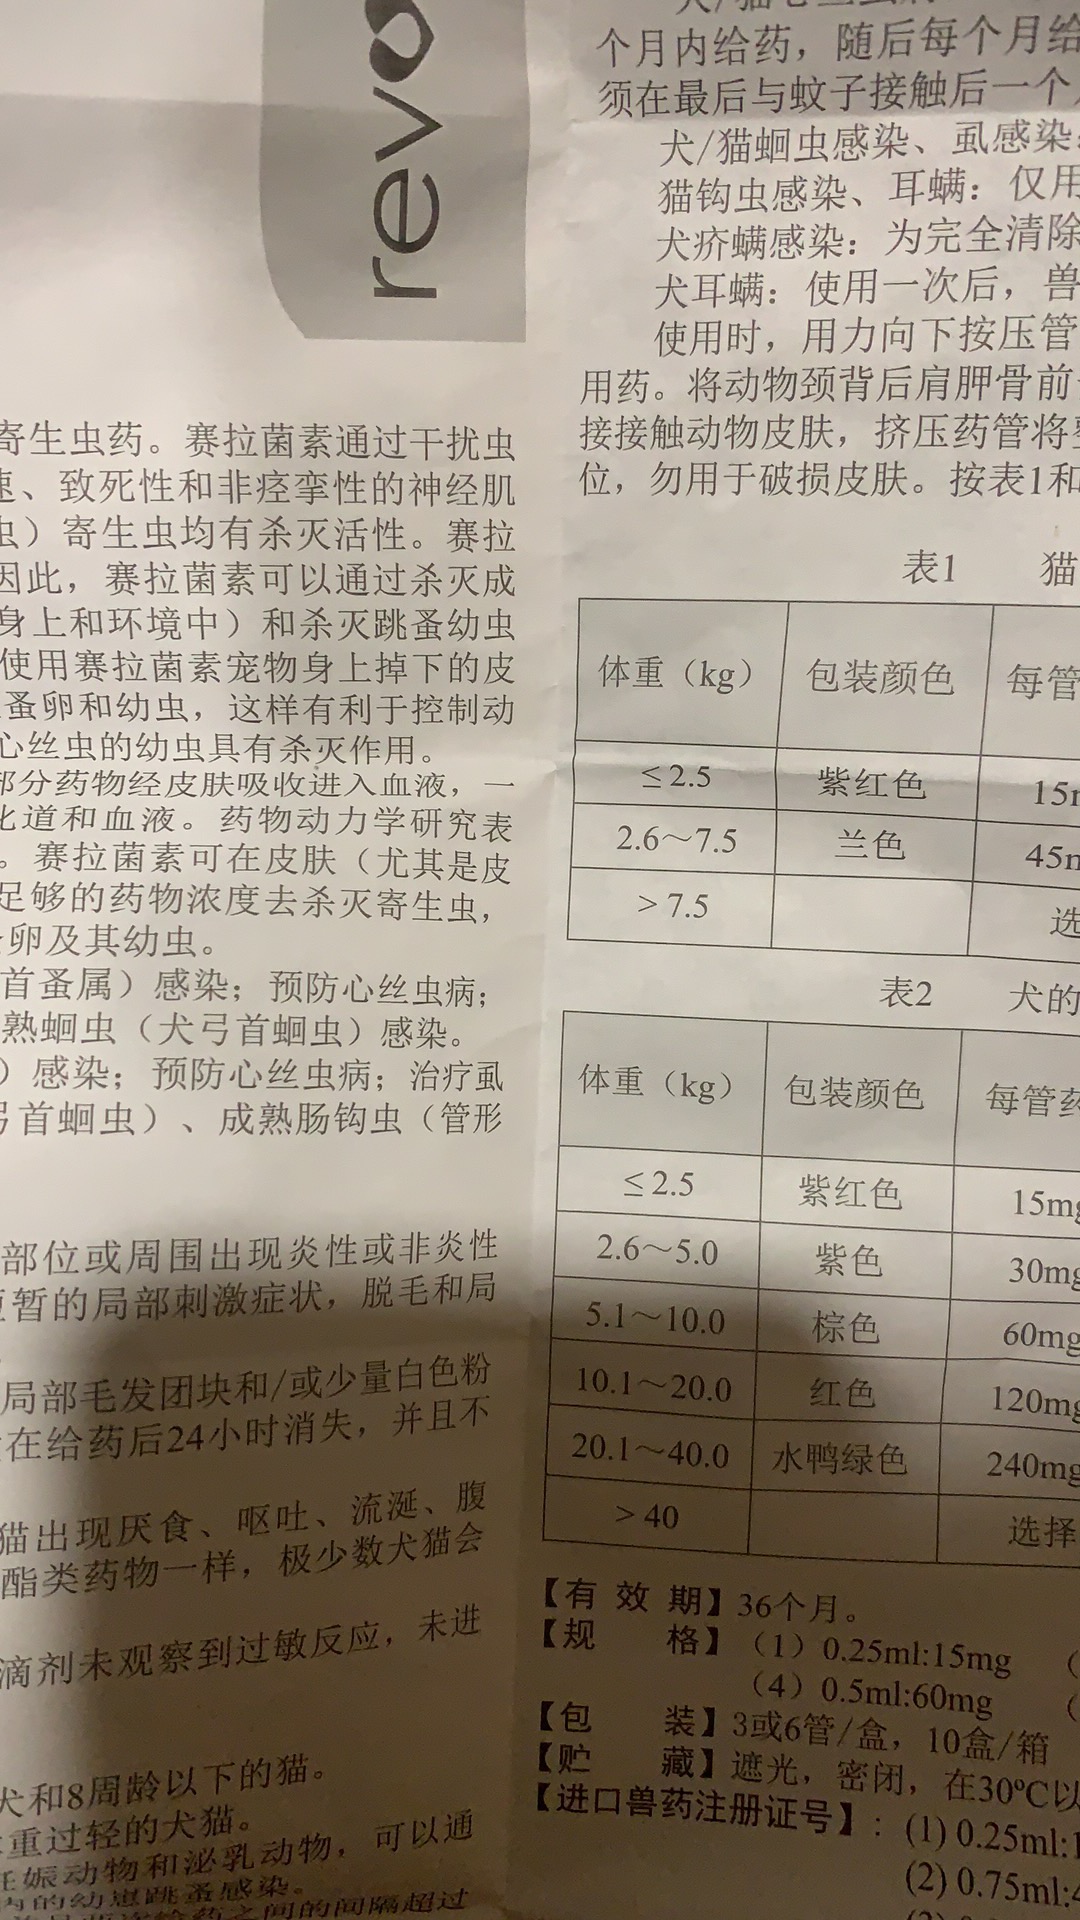 revo
寄生虫药。赛拉菌素通过干扰虫
速、致死性和非痉挛性的神经肌
虫）寄生虫均有杀灭活性。赛拉
因此，赛拉菌素可以通过杀灭成
身上和环境中）和杀灭跳蚤幼虫
使用赛拉菌素宠物身上掉下的皮
蚤卵和幼虫，这样有利于控制动
心丝虫的幼虫具有杀灭作用。
部分药物经皮肤吸收进入血液，一
化道和血液。药物动力学研究表
。赛拉菌素可在皮肤（尤其是皮
足够的药物浓度去杀灭寄生虫，
卵及其幼虫。
首蚤属）感染；预防心丝虫病；
熟蛔虫（犬弓首蛔虫）感染。
）感染；预防心丝虫病；治疗虱
弓首蛔虫）、成熟肠钩虫（管形
部位或周围出现炎性或非炎性
短暂的局部刺激症状，脱毛和局
局部毛发团块和/或少量白色粉
在给药后24小时消失，并且不
猫出现厌食、呕吐、流涎、腹
酯类药物一样，极少数犬猫会
滴剂未观察到过敏反应，未进
犬和8周龄以下的猫。
重过轻的犬猫。
妊娠动物和泌乳动物，可以通
的幼崽跳蚤感染。
之间的间隔超过
个月内给药，随后每个月给
须在最后与蚊子接触后一个
犬/猫蛔虫感染、虱感染
猫钩虫感染、耳螨：仅用
犬疥螨感染：为完全清除
犬耳螨：使用一次后，兽
使用时，用力向下按压管
用药。将动物颈背后肩胛骨前
接接触动物皮肤，挤压药管将
位，勿用于破损皮肤。按表1和
表1 猫
体重（kg） 包装颜色 每管
≤2.5 紫红色 15m
2.6～7.5 兰色 45m
>7.5 选
表2 犬的
体重（kg） 包装颜色 每管药
≤2.5 紫红色 15mg
2.6～5.0 紫色 30mg
5.1～10.0 棕色 60mg
10.1～20.0 红色 120mg
20.1～40.0 水鸭绿色 240mg
>40 选择
【有效期】36个月。
【规格】（1）0.25ml:15mg （
（4）0.5ml:60mg （
【包装】3或6管/盒，10盒/箱
【贮藏】遮光，密闭，在30℃以
【进口兽药注册证号】：(1) 0.25ml:1
(2) 0.75ml:4